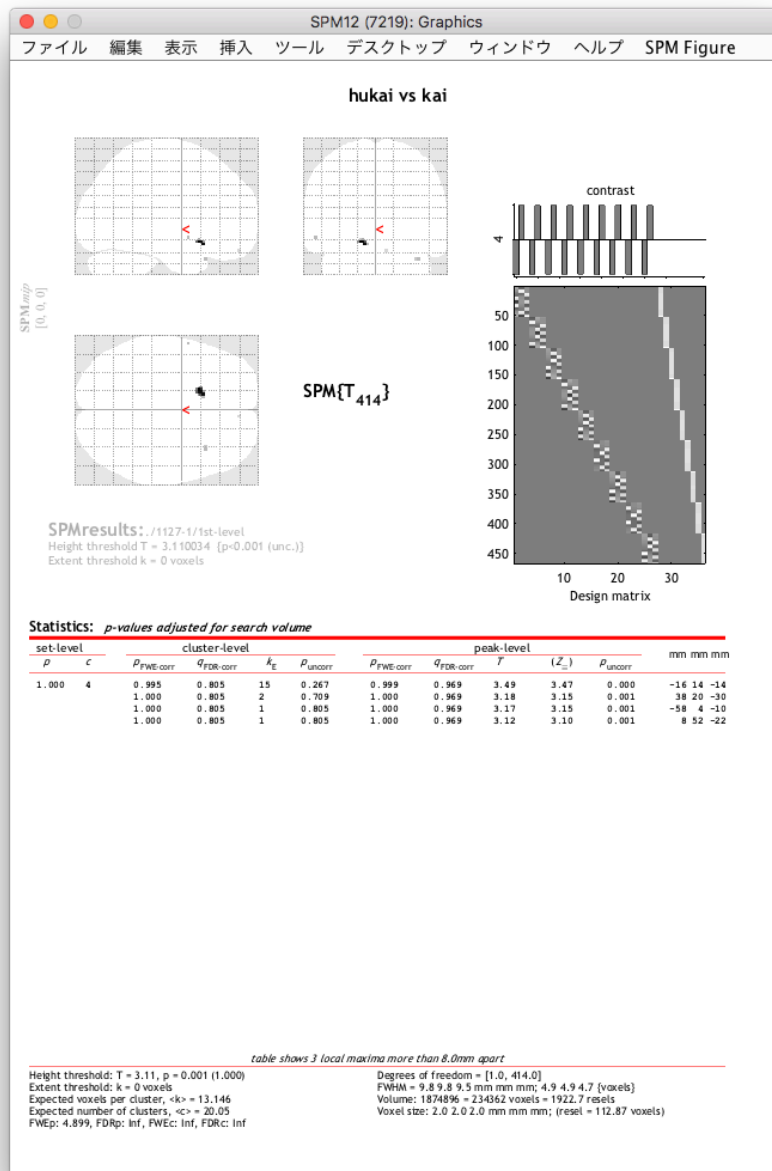 SPM12 (7219): Graphics
ファイル 編集 表示 挿入 ツール デスクトップ ウィンドウ ヘルプ SPM Figure
hukai vs kai
SPMmip
[0, 0, 0]
<
<
<
SPM{T414}
contrast
4
50
100
150
200
250
300
350
400
450
10 20 30
Design matrix
SPMresults: ./1127-1/1st-level
Height threshold T = 3.110034 {p<0.001 (unc.)}
Extent threshold k = 0 voxels
Statistics: p-values adjusted for search volume
set-level cluster-level peak-level mm mm mm
p c pFWE-corr qFDR-corr kE puncorr pFWE-corr qFDR-corr T (Z≡) puncorr
1.000 4 0.995 0.805 15 0.267 0.999 0.969 3.49 3.47 0.000 -16 14 -14
1.000 0.805 2 0.709 1.000 0.969 3.18 3.15 0.001 38 20 -30
1.000 0.805 1 0.805 1.000 0.969 3.17 3.15 0.001 -58 4 -10
1.000 0.805 1 0.805 1.000 0.969 3.12 3.10 0.001 8 52 -22
table shows 3 local maxima more than 8.0mm apart
Height threshold: T = 3.11, p = 0.001 (1.000)
Extent threshold: k = 0 voxels
Expected voxels per cluster, <k> = 13.146
Expected number of clusters, <c> = 20.05
FWEp: 4.899, FDRp: Inf, FWEc: Inf, FDRc: Inf
Degrees of freedom = [1.0, 414.0]
FWHM = 9.8 9.8 9.5 mm mm mm; 4.9 4.9 4.7 {voxels}
Volume: 1874896 = 234362 voxels = 1922.7 resels
Voxel size: 2.0 2.0 2.0 mm mm mm; (resel = 112.87 voxels)